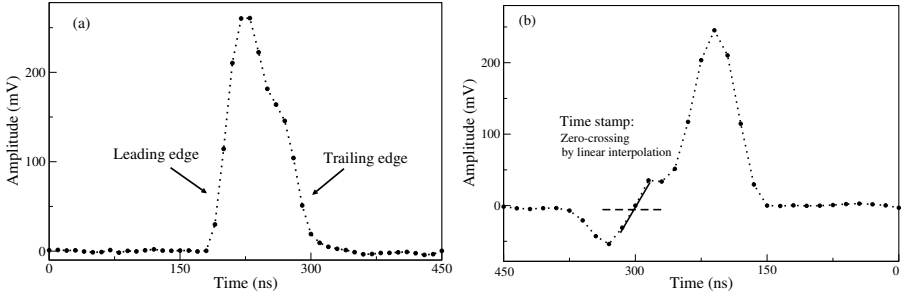 (a)
200
100
0
Amplitude (mV)
Leading edge
Trailing edge
0 150 300 450
Time (ns)
(b)
200
100
0
Amplitude (mV)
Time stamp:
Zero-crossing
by linear interpolation
450 300 150 0
Time (ns)